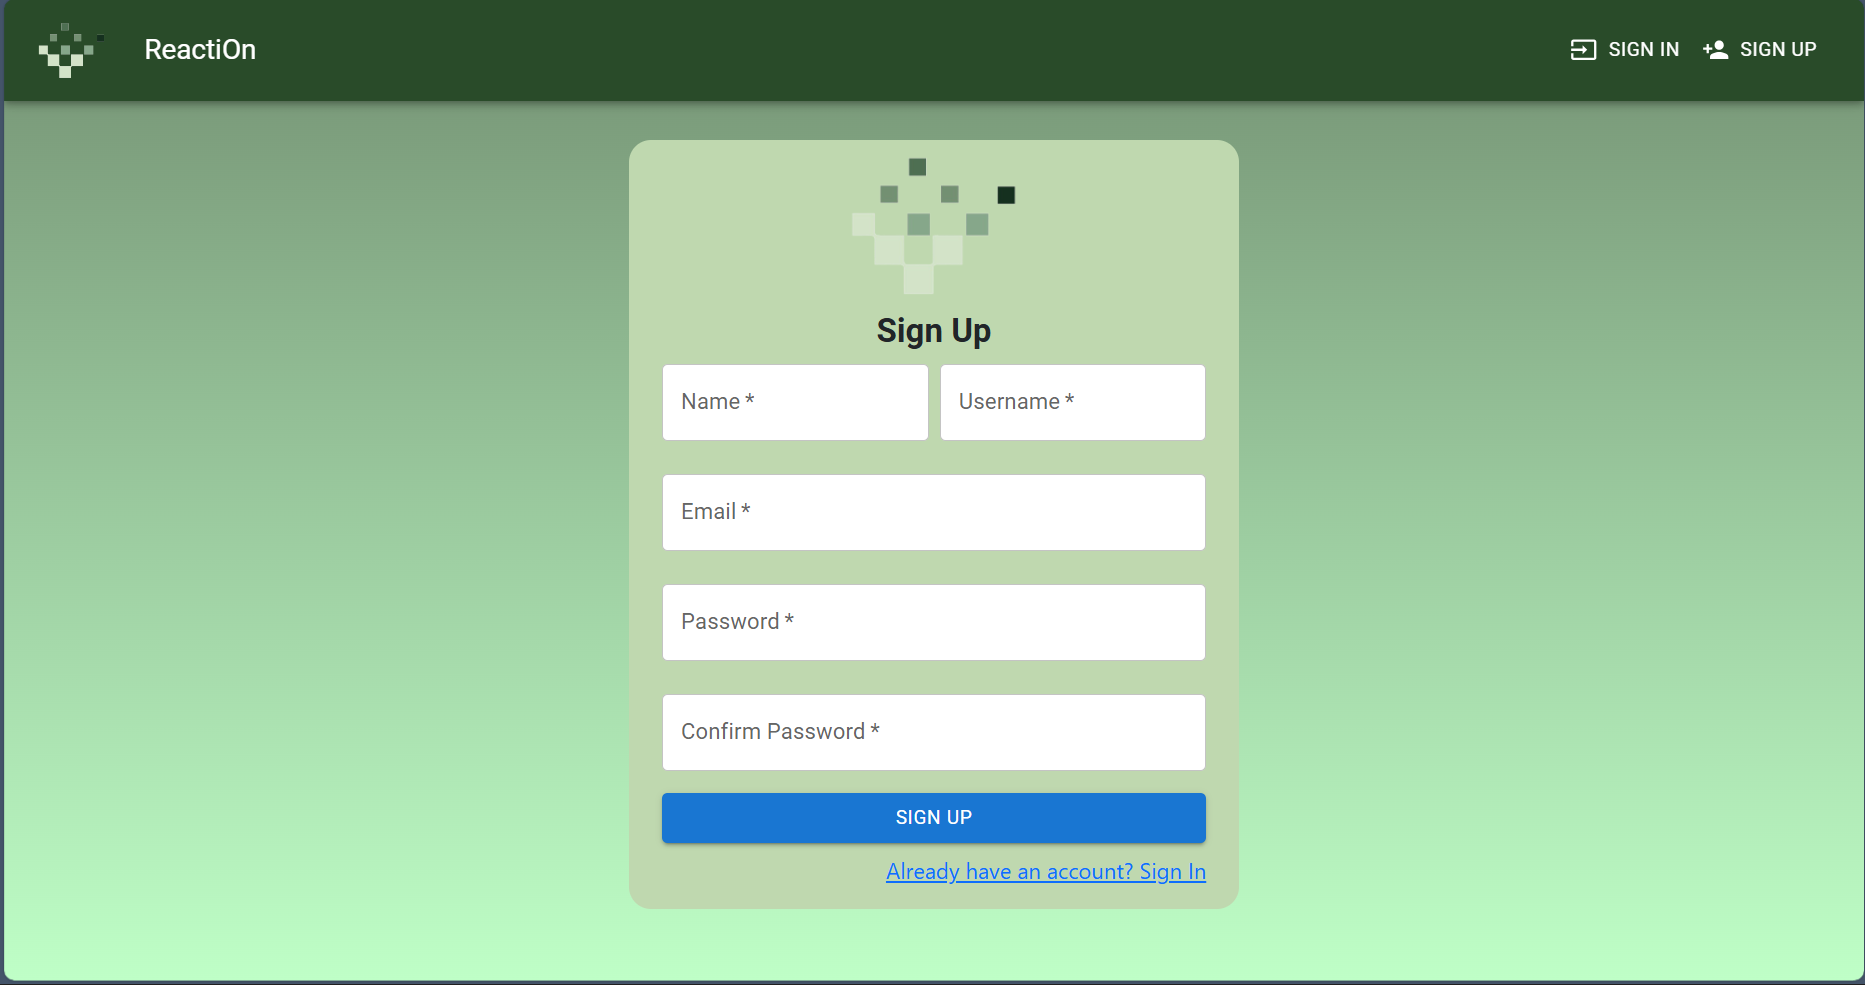 ReactiOn
SIGN IN
SIGN UP
Sign Up
Name *
Username *
Email *
Password *
Confirm Password *
SIGN UP
Already have an account? Sign In